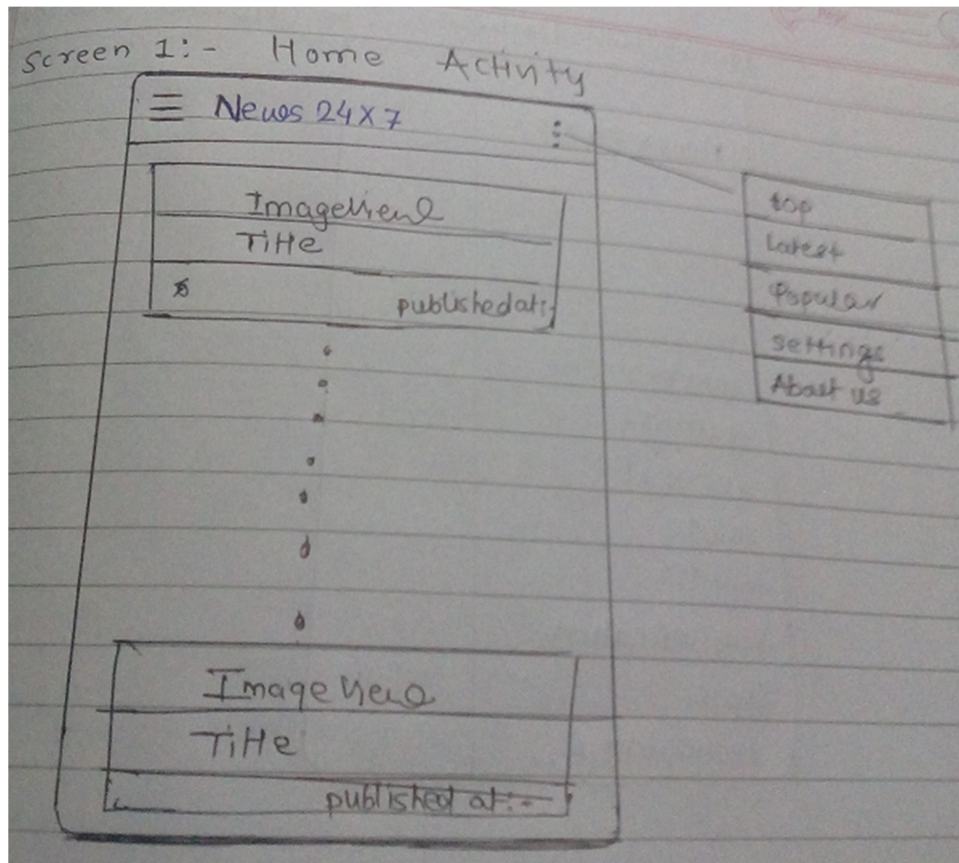 Screen 1:- Home Activity
News 24x7
ImageView
Title
publishedat:
top
Latest
Popular
settings
About us
ImageView
Title
published at:-